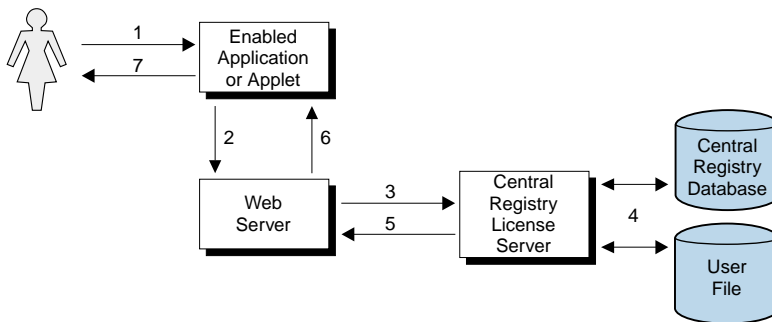 1
7
Enabled
Application
or Applet
2
6
Web
Server
3
5
Central
Registry
License
Server
4
Central
Registry
Database
User
File